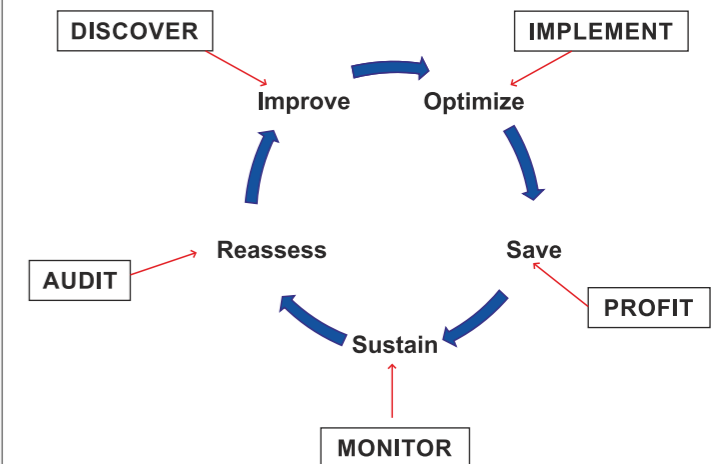 DISCOVER
IMPLEMENT
Improve
Optimize
Reassess
Save
AUDIT
PROFIT
Sustain
MONITOR